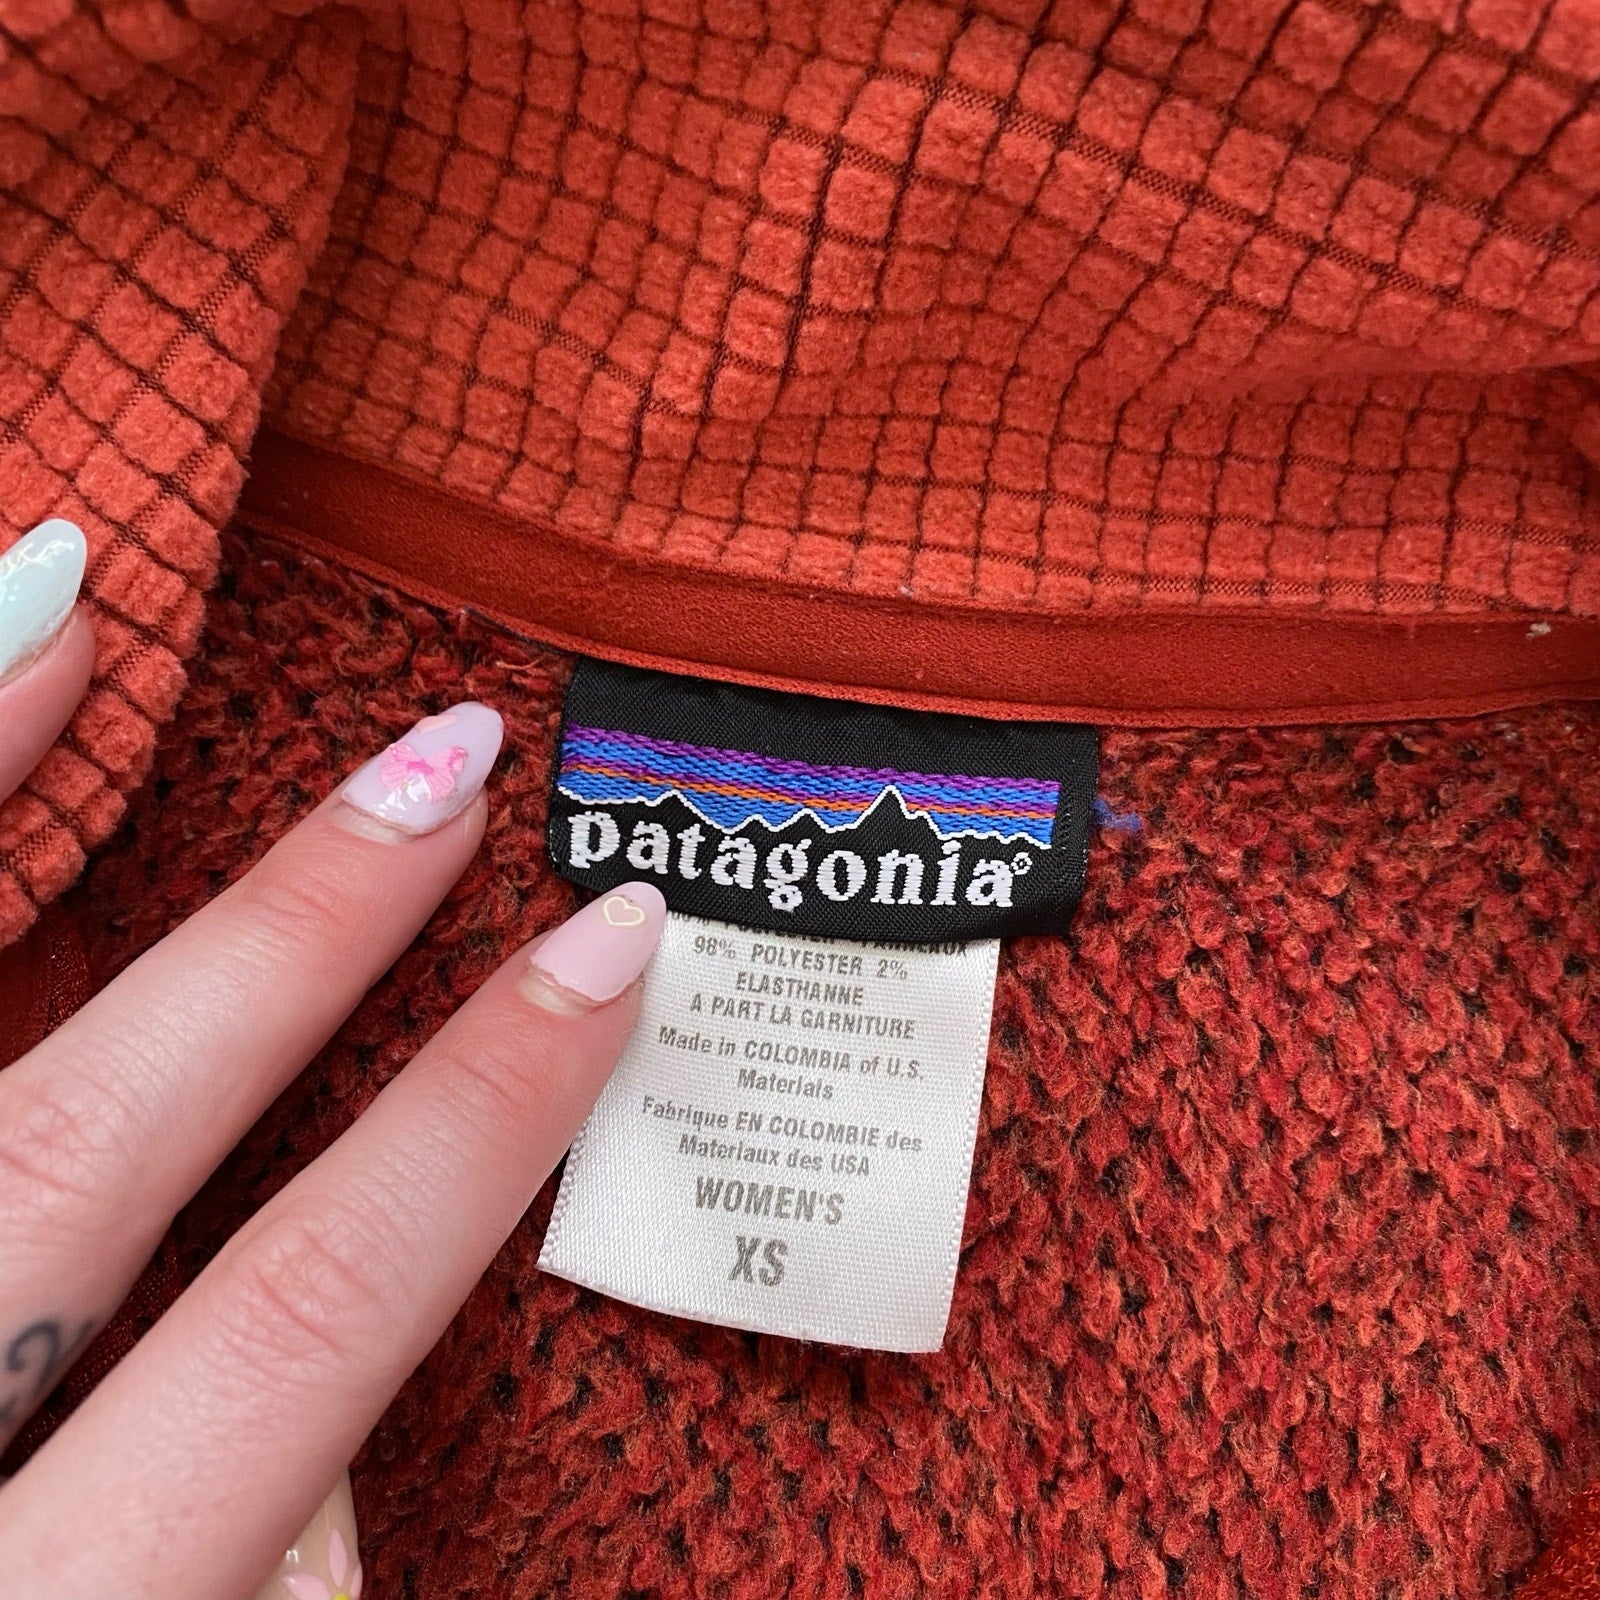 patagonia®
98% POLYESTER 2%
ELASTHANNE
A PART LA GARNITURE
Made in COLOMBIA of U.S.
Materials
Fabrique EN COLOMBIE des
Materiaux des USA
WOMEN'S
XS